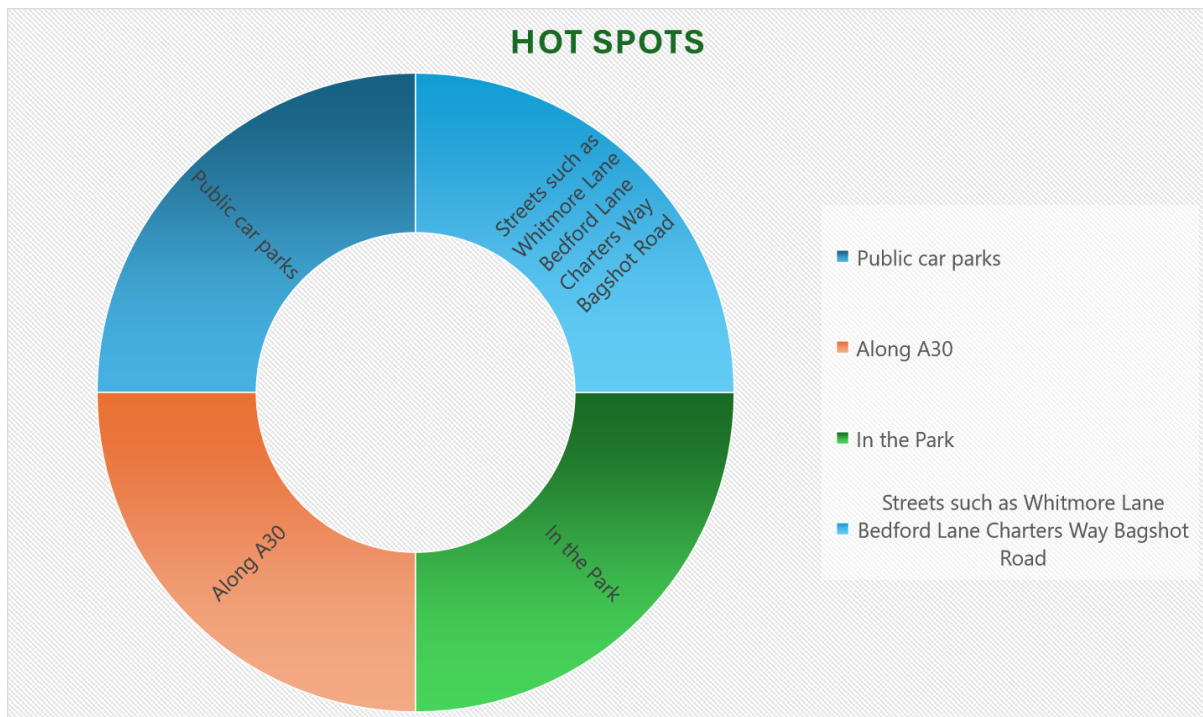 HOT SPOTS
Public car parks
Streets such as
Whitmore Lane
Bedford Lane
Charters Way
Bagshot Road
Along A30
In the Park
Public car parks
Along A30
In the Park
Streets such as Whitmore Lane
Bedford Lane Charters Way Bagshot
Road